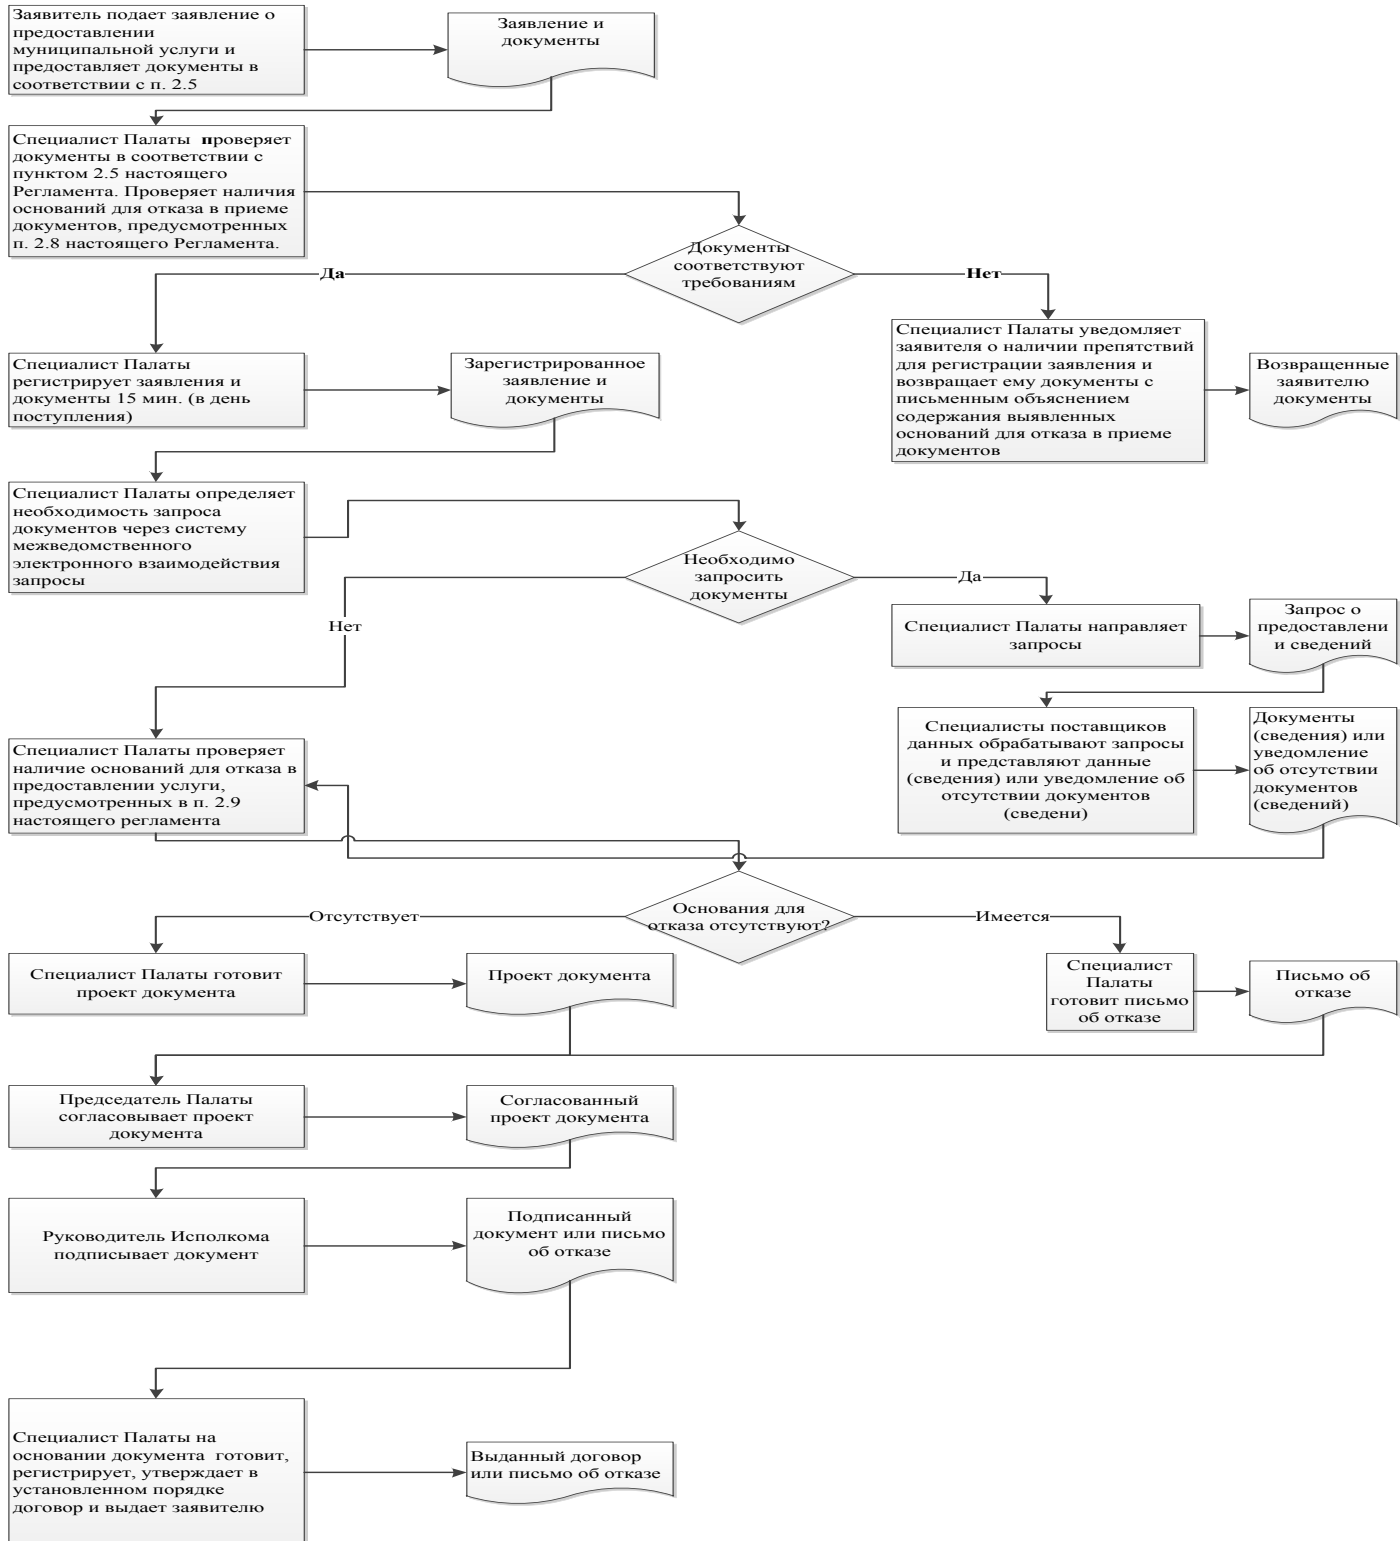 Заявитель подает заявление о
предоставлении
муниципальной услуги и
предоставляет документы в
соответствии с п. 2.5
Заявление и
документы
Специалист Палаты  проверяет
документы в соответствии с
пунктом 2.5 настоящего
Регламента. Проверяет наличия
оснований для отказа в приеме
документов, предусмотренных
п. 2.8 настоящего Регламента.
Документы
соответствуют
требованиям
Да
Нет
Специалист Палаты
регистрирует заявления и
документы 15 мин. (в день
поступления)
Зарегистрированное
заявление и
документы
Специалист Палаты уведомляет
заявителя о наличии препятствий
для регистрации заявления и
возвращает ему документы с
письменным объяснением
содержания выявленных
оснований для отказа в приеме
документов
Возвращенные
заявителю
документы
Специалист Палаты определяет
необходимость запроса
документов через систему
межведомственного
электронного взаимодействия
запросы
Необходимо
запросить
документы
Да
Нет
Специалист Палаты направляет
запросы
Запрос о
предоставлени
и сведений
Специалист Палаты проверяет
наличие оснований для отказа в
предоставлении услуги,
предусмотренных в п. 2.9
настоящего регламента
Специалисты поставщиков
данных обрабатывают запросы
и представляют данные
(сведения) или уведомление об
отсутствии документов
(сведени)
Документы
(сведения) или
уведомление
об отсутствии
документов
(сведений)
Основания для
отказа отсутствуют?
Отсутствует
Имеется
Специалист Палаты готовит
проект документа
Проект документа
Специалист
Палаты
готовит письмо
об отказе
Письмо об
отказе
Председатель Палаты
согласовывает проект
документа
Согласованный
проект документа
Руководитель Исполкома
подписывает документ
Подписанный
документ или письмо
об отказе
Специалист Палаты на
основании документа  готовит,
регистрирует, утверждает в
установленном порядке
договор и выдает заявителю
Выданный договор
или письмо об отказе